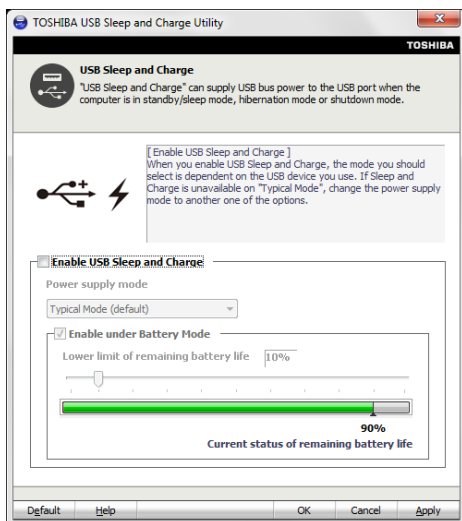 TOSHIBA USB Sleep and Charge Utility
TOSHIBA
USB Sleep and Charge
"USB Sleep and Charge" can supply USB bus power to the USB port when the
computer is in standby/sleep mode, hibernation mode or shutdown mode.
[ Enable USB Sleep and Charge ]
When you enable USB Sleep and Charge, the mode you should
select is dependent on the USB device you use. If Sleep and
Charge is unavailable on "Typical Mode", change the power supply
mode to another one of the options.
Enable USB Sleep and Charge
Power supply mode
Typical Mode (default)
Enable under Battery Mode
Lower limit of remaining battery life 10%
90%
Current status of remaining battery life
Default Help OK Cancel Apply